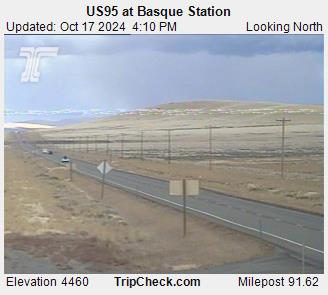 US95 at Basque Station
Updated: Oct 17 2024 4:10 PM Looking North
Elevation 4460 TripCheck.com Milepost 91.62